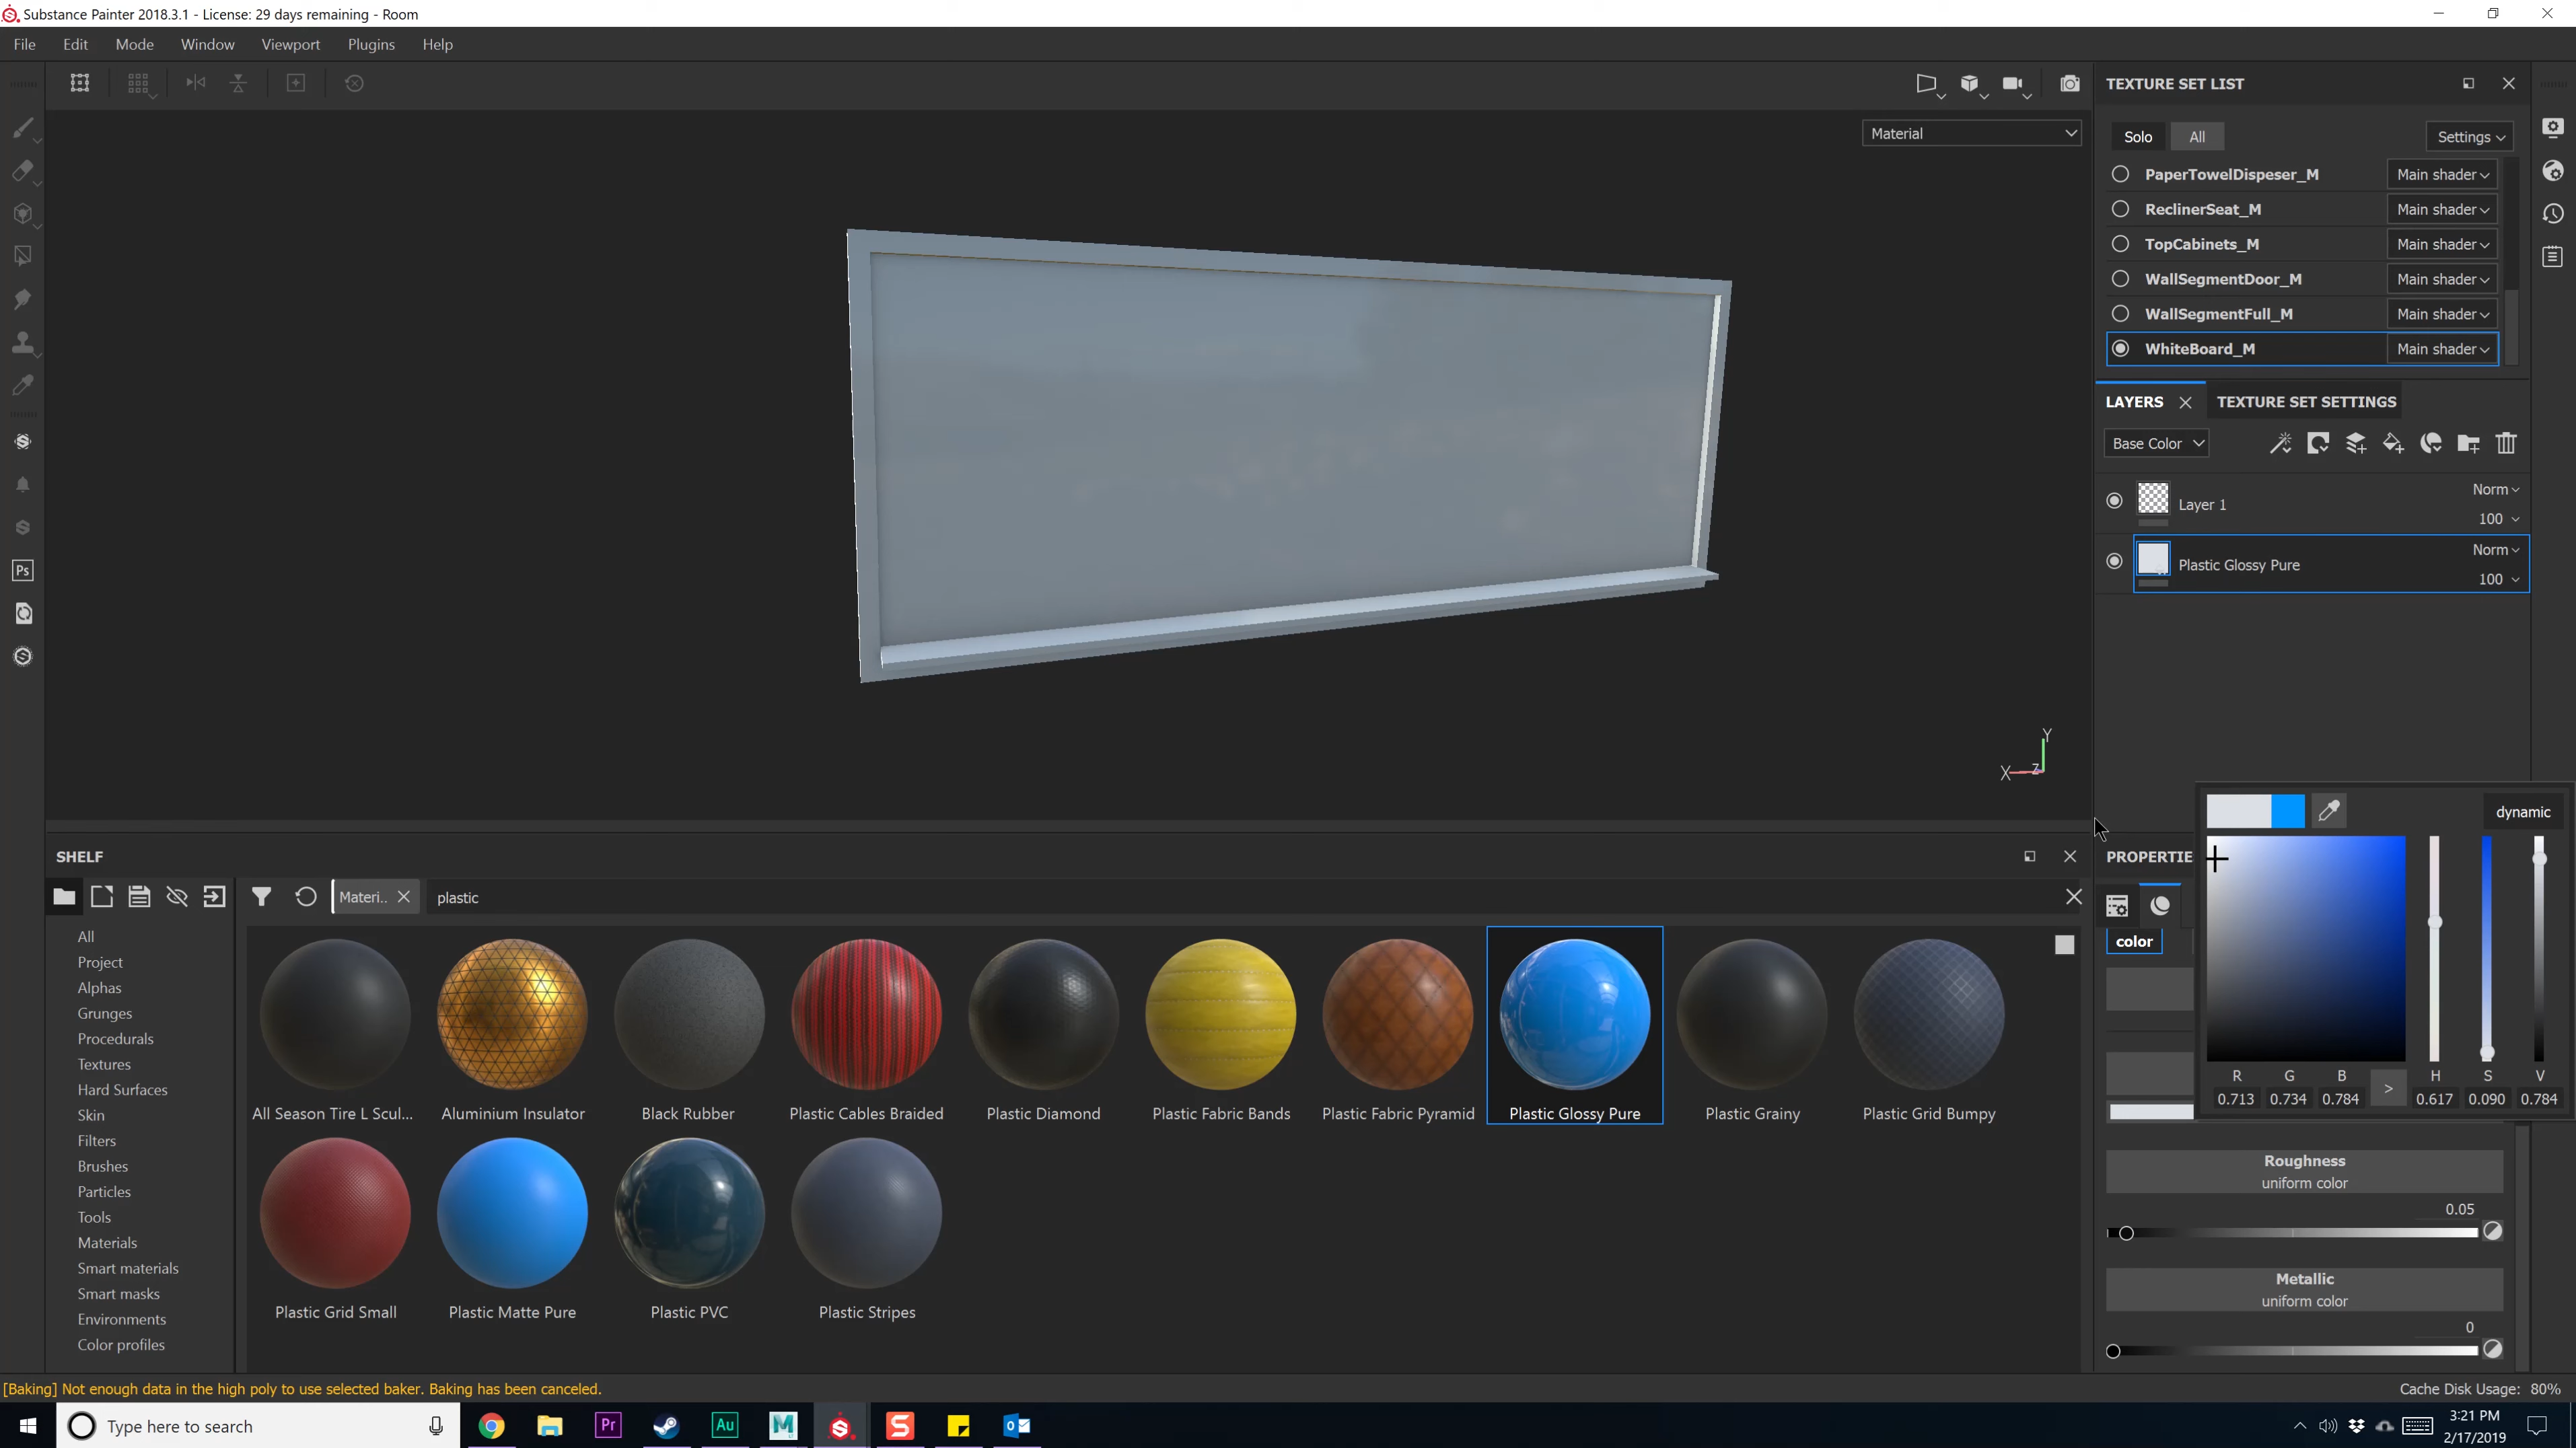 Substance Painter 2018.3.1 - License: 29 days remaining - Room
File Edit Mode Window Viewport Plugins Help
Material
TEXTURE SET LIST
Solo All Settings
PaperTowelDispeser_M Main shader
ReclinerSeat_M Main shader
TopCabinets_M Main shader
WallSegmentDoor_M Main shader
WallSegmentFull_M Main shader
WhiteBoard_M Main shader
LAYERS TEXTURE SET SETTINGS
Base Color
Norm
Layer 1
100
Norm
Plastic Glossy Pure
100
Ps
Y
X Z
dynamic
R G B > H S V
0.713 0.734 0.784 0.617 0.090 0.784
PROPERTIE
color
Roughness
uniform color
0.05
Metallic
uniform color
0
SHELF
Materi.. plastic
All
Project
Alphas
Grunges
Procedurals
Textures
Hard Surfaces
Skin
Filters
Brushes
Particles
Tools
Materials
Smart materials
Smart masks
Environments
Color profiles
All Season Tire L Scul... Aluminium Insulator Black Rubber Plastic Cables Braided Plastic Diamond Plastic Fabric Bands Plastic Fabric Pyramid Plastic Glossy Pure Plastic Grainy Plastic Grid Bumpy
Plastic Grid Small Plastic Matte Pure Plastic PVC Plastic Stripes
[Baking] Not enough data in the high poly to use selected baker. Baking has been canceled.
Cache Disk Usage: 80%
Type here to search
Pr Au M S
3:21 PM
2/17/2019